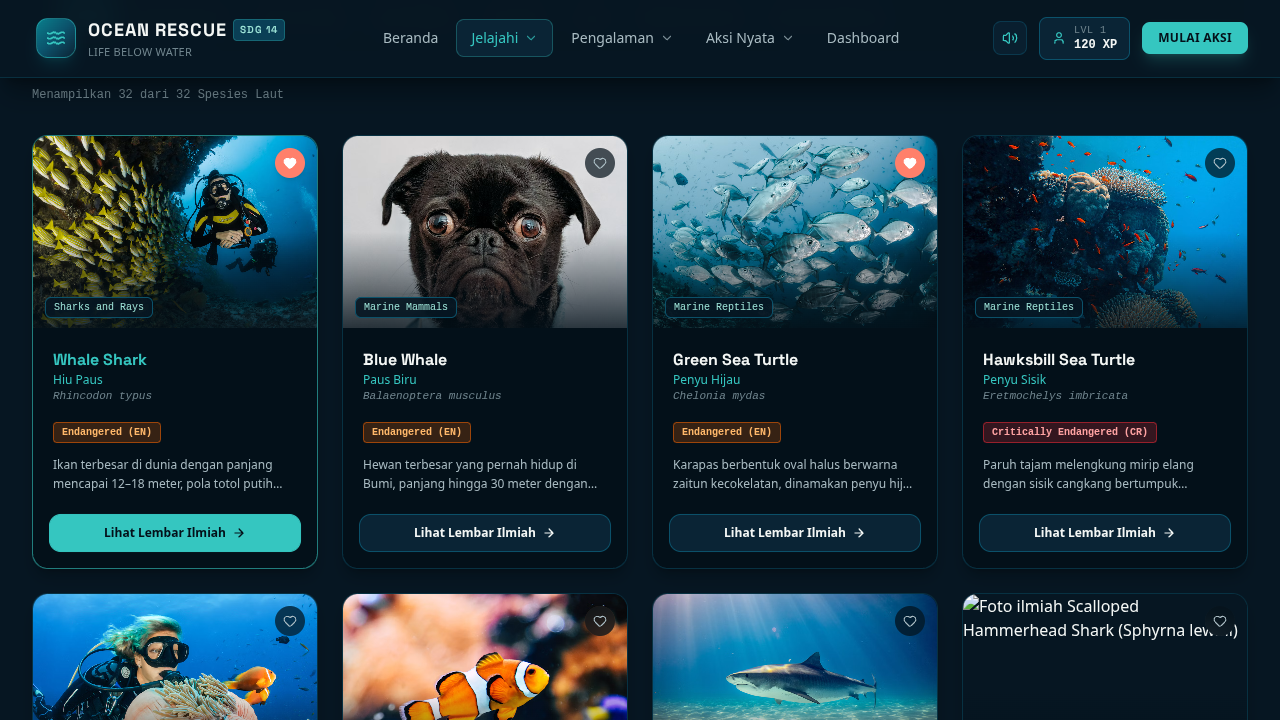 OCEAN RESCUE
SDG 14
LIFE BELOW WATER
Beranda
Jelajahi
Pengalaman
Aksi Nyata
Dashboard
LVL 1
120 XP
MULAI AKSI
Menampilkan 32 dari 32 Spesies Laut
Sharks and Rays
Whale Shark
Hiu Paus
Rhincodon typus
Endangered (EN)
Ikan terbesar di dunia dengan panjang
mencapai 12–18 meter, pola totol putih...
Lihat Lembar Ilmiah →
Marine Mammals
Blue Whale
Paus Biru
Balaenoptera musculus
Endangered (EN)
Hewan terbesar yang pernah hidup di
Bumi, panjang hingga 30 meter dengan...
Lihat Lembar Ilmiah →
Marine Reptiles
Green Sea Turtle
Penyu Hijau
Chelonia mydas
Endangered (EN)
Karapas berbentuk oval halus berwarna
zaitun kecokelatan, dinamakan penyu hij...
Lihat Lembar Ilmiah →
Marine Reptiles
Hawksbill Sea Turtle
Penyu Sisik
Eretmochelys imbricata
Critically Endangered (CR)
Paruh tajam melengkung mirip elang
dengan sisik cangkang bertumpuk...
Lihat Lembar Ilmiah →
Foto ilmiah Scalloped
Hammerhead Shark (Sphyrna